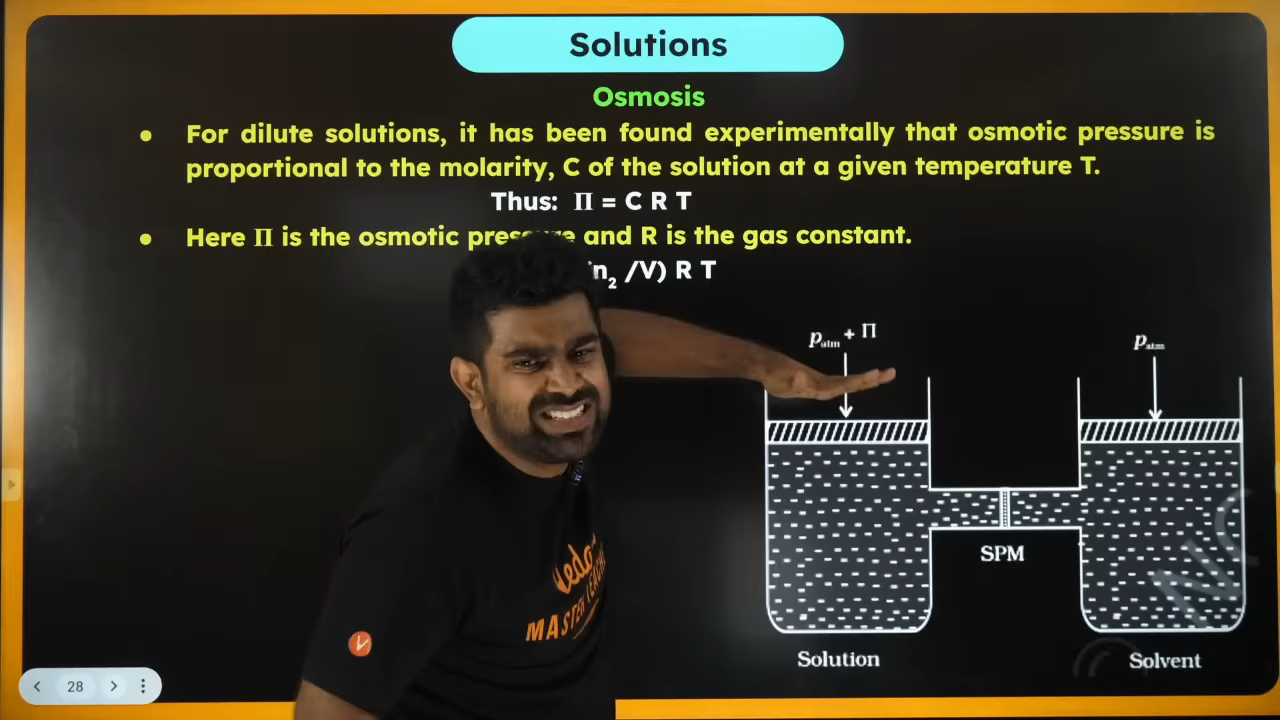 Solutions
Osmosis
• For dilute solutions, it has been found experimentally that osmotic pressure is
proportional to the molarity, C of the solution at a given temperature T.
Thus: Π = C R T
• Here Π is the osmotic and R is the gas constant.
n₂ /V) R T
pₐₜₘ + Π
pₐₜₘ
SPM
Solution
Solvent
MASTER
28